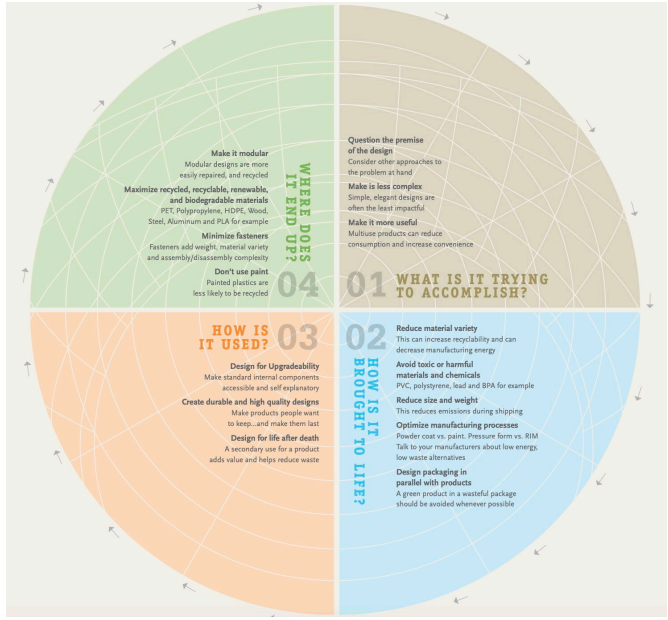 Question the premise
of the design
Consider other approaches to
the problem at hand
Make is less complex
Simple, elegant designs are
often the least impactful
Make it more useful
Multiuse products can reduce
consumption and increase convenience
01
WHAT IS IT TRYING
TO ACCOMPLISH?
02
HOW IS IT
BROUGHT TO LIFE?
Reduce material variety
This can increase recyclability and can
decrease manufacturing energy
Avoid toxic or harmful
materials and chemicals
PVC, polystyrene, lead and BPA for example
Reduce size and weight
This reduces emissions during shipping
Optimize manufacturing processes
Powder coat vs. paint. Pressure form vs. RIM
Talk to your manufacturers about low energy,
low waste alternatives
Design packaging in
parallel with products
A green product in a wasteful package
should be avoided whenever possible
03
HOW IS
IT USED?
Design for Upgradeability
Make standard internal components
accessible and self explanatory
Create durable and high quality designs
Make products people want
to keep...and make them last
Design for life after death
A secondary use for a product
adds value and helps reduce waste
04
WHERE DOES
IT END UP?
Make it modular
Modular designs are more
easily repaired, and recycled
Maximize recycled, recyclable, renewable,
and biodegradable materials
PET, Polypropylene, HDPE, Wood,
Steel, Aluminum and PLA for example
Minimize fasteners
Fasteners add weight, material variety
and assembly/disassembly complexity
Don't use paint
Painted plastics are
less likely to be recycled